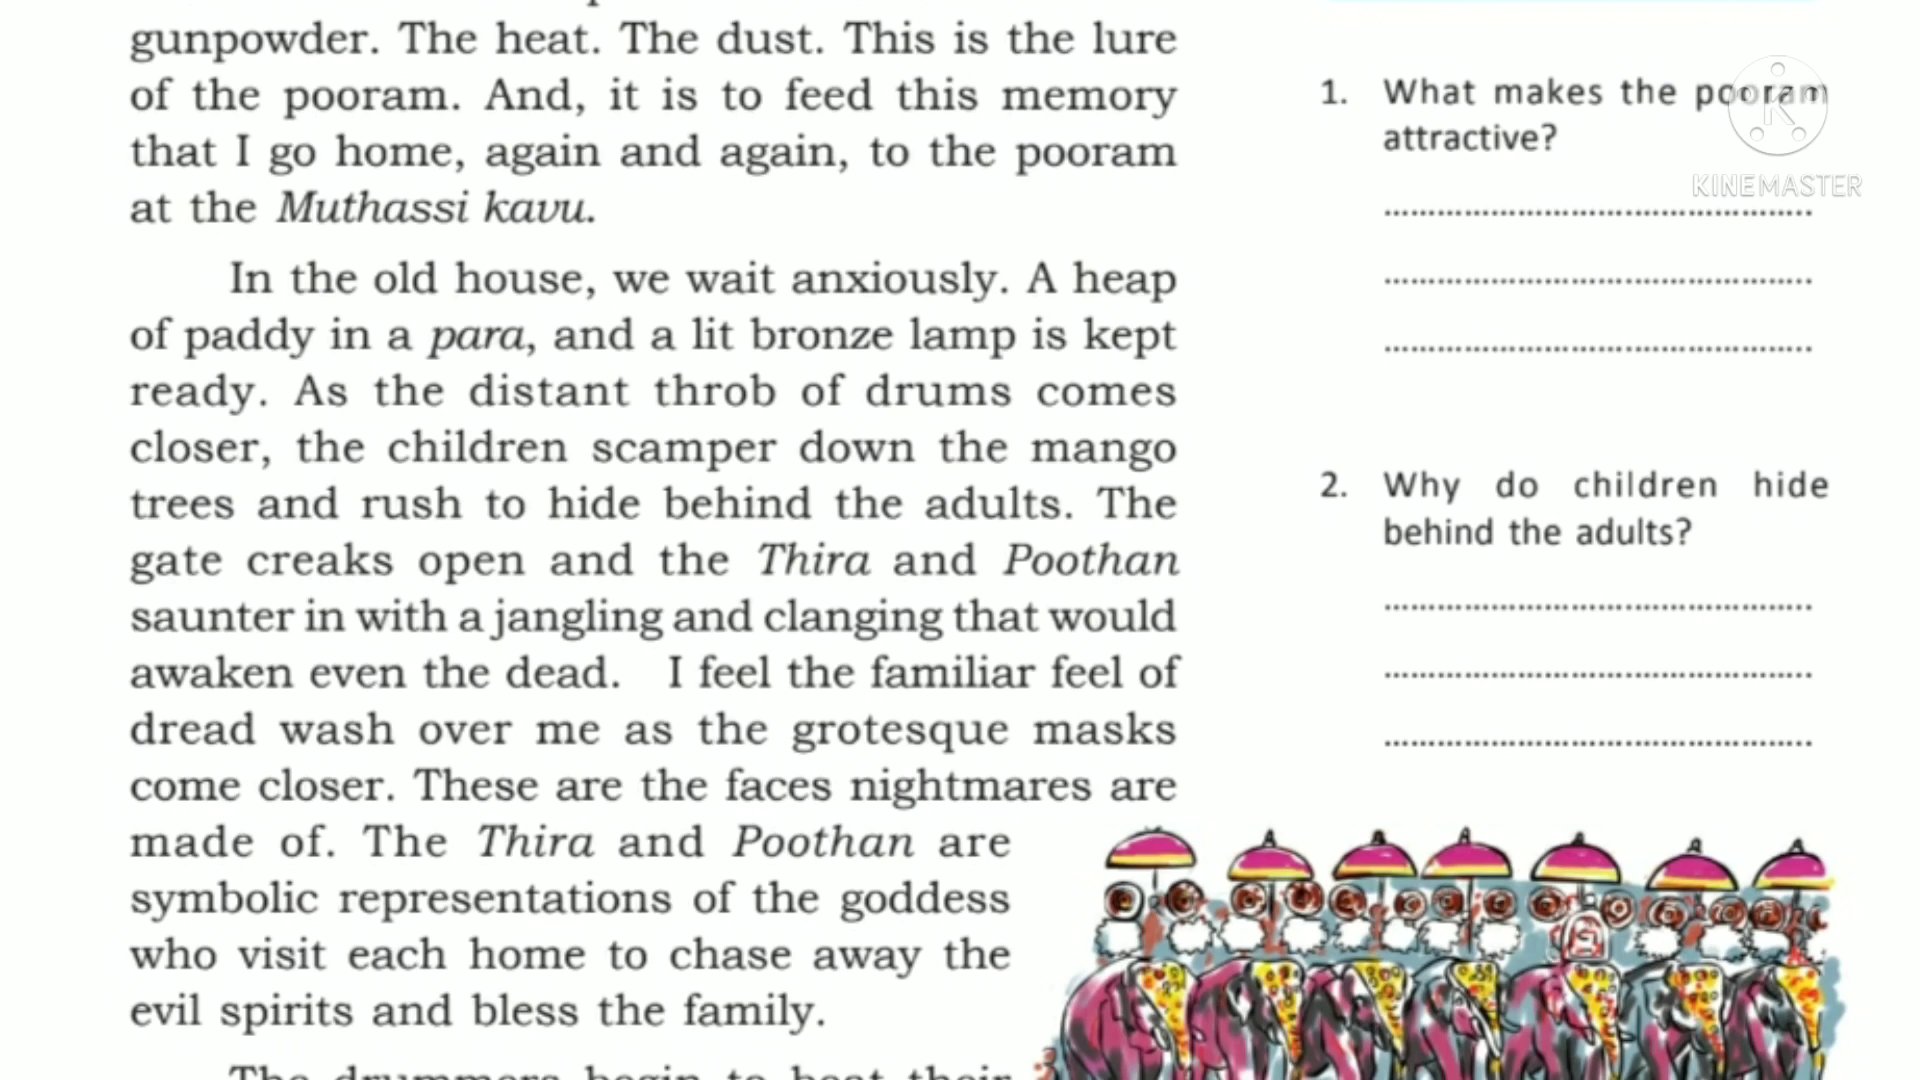 gunpowder. The heat. The dust. This is the lure
of the pooram. And, it is to feed this memory
that I go home, again and again, to the pooram
at the Muthassi kavu.
In the old house, we wait anxiously. A heap
of paddy in a para, and a lit bronze lamp is kept
ready. As the distant throb of drums comes
closer, the children scamper down the mango
trees and rush to hide behind the adults. The
gate creaks open and the Thira and Poothan
saunter in with a jangling and clanging that would
awaken even the dead. I feel the familiar feel of
dread wash over me as the grotesque masks
come closer. These are the faces nightmares are
made of. The Thira and Poothan are
symbolic representations of the goddess
who visit each home to chase away the
evil spirits and bless the family.
The drummers begin to beat their
1. What makes the pooram
attractive?
2. Why do children hide
behind the adults?
K
KINEMASTER